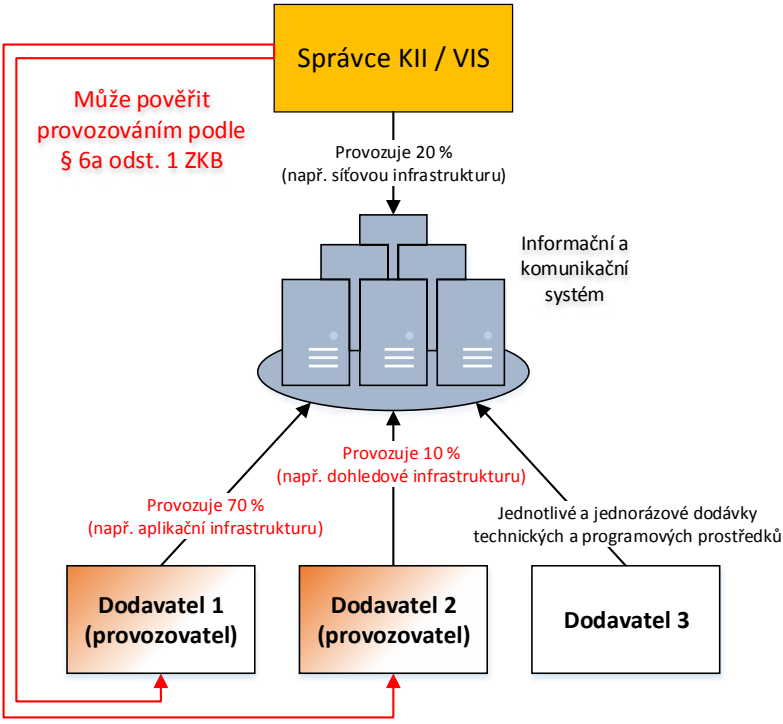 Správce KII / VIS
Může pověřit
provozováním podle
§ 6a odst. 1 ZKB
Provozuje 20 %
(např. síťovou infrastrukturu)
Informační a
komunikační
systém
Provozuje 10 %
(např. dohledové infrastrukturu)
Provozuje 70 %
(např. aplikační infrastrukturu)
Jednotlivé a jednorázové dodávky
technických a programových prostředků
Dodavatel 1
(provozovatel)
Dodavatel 2
(provozovatel)
Dodavatel 3